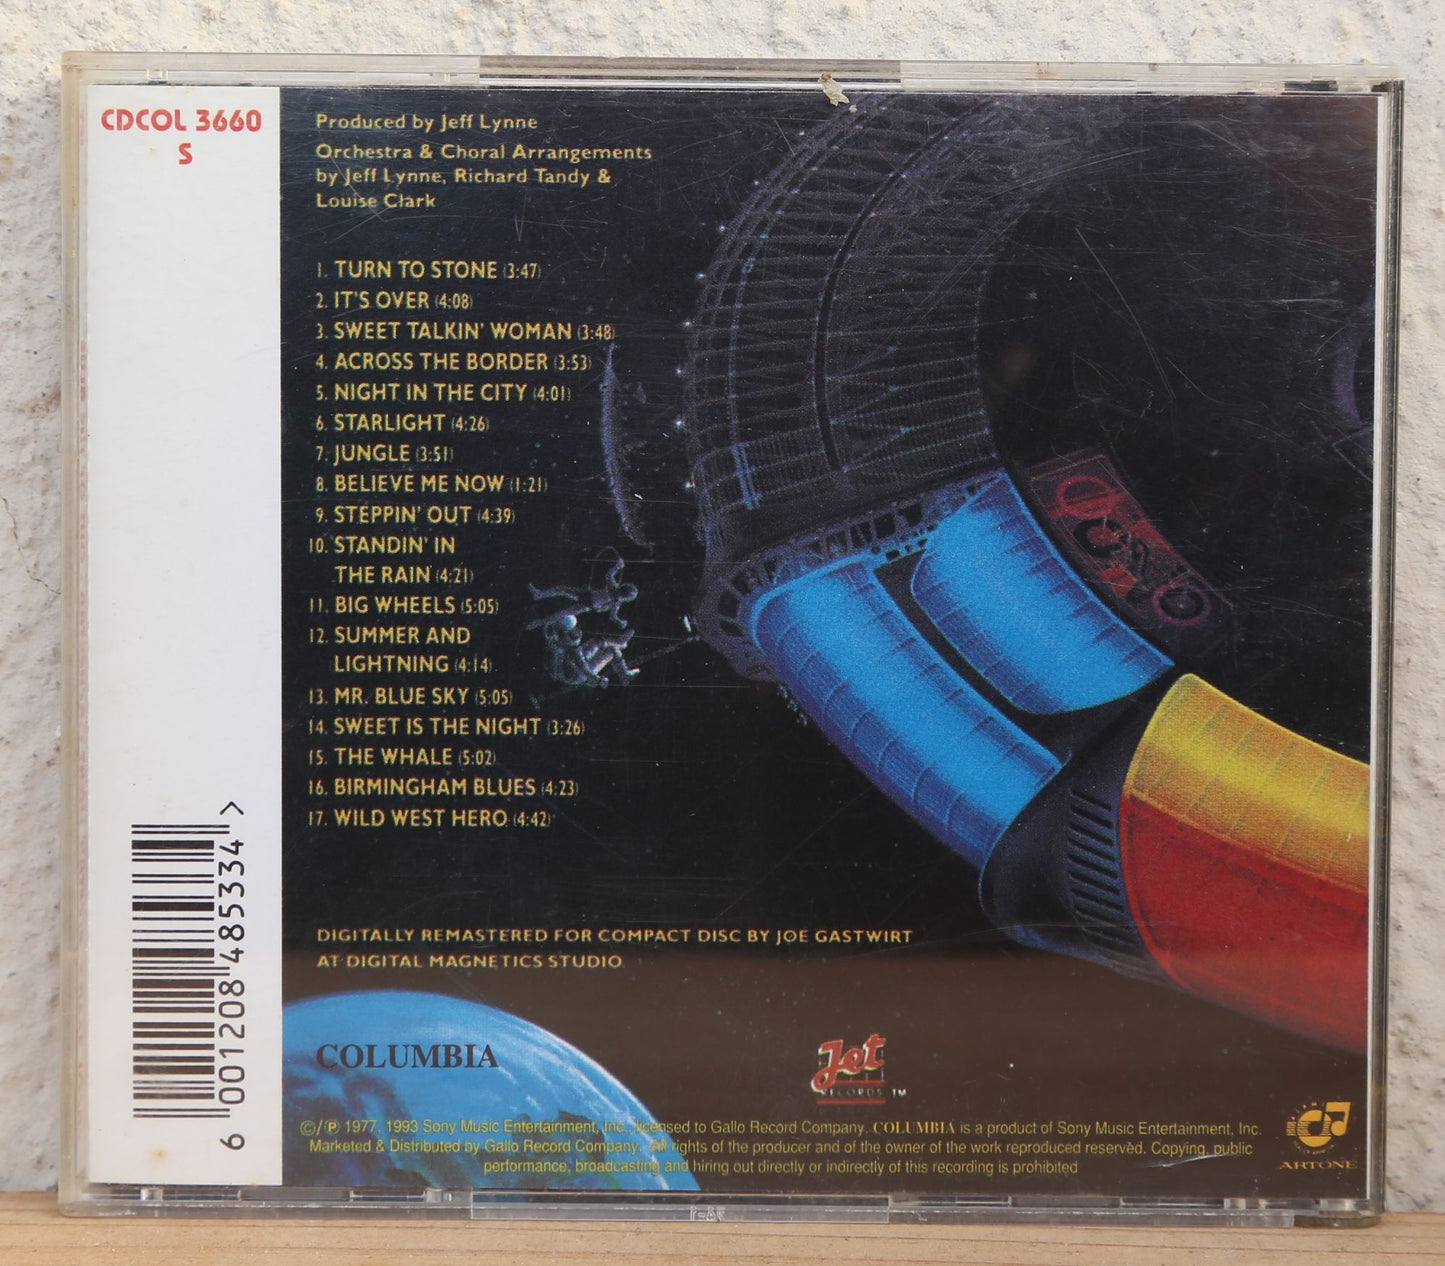 CDCOL 3660
S
Produced by Jeff Lynne
Orchestra & Choral Arrangements
by Jeff Lynne, Richard Tandy &
Louise Clark
1. TURN TO STONE (3:47)
2. IT'S OVER (4:08)
3. SWEET TALKIN' WOMAN (3:48)
4. ACROSS THE BORDER (3:53)
5. NIGHT IN THE CITY (4:01)
6. STARLIGHT (4:26)
7. JUNGLE (3:51)
8. BELIEVE ME NOW (1:21)
9. STEPPIN' OUT (4:39)
10. STANDIN' IN
THE RAIN (4:21)
11. BIG WHEELS (5:05)
12. SUMMER AND
LIGHTNING (4:14)
13. MR. BLUE SKY (5:05)
14. SWEET IS THE NIGHT (3:26)
15. THE WHALE (5:02)
16. BIRMINGHAM BLUES (4:23)
17. WILD WEST HERO (4:42)
DIGITALLY REMASTERED FOR COMPACT DISC BY JOE GASTWIRT
AT DIGITAL MAGNETICS STUDIO.
6 001208 485334 >
COLUMBIA
Jet
RECORDS TM
©/℗ 1977, 1993 Sony Music Entertainment, Inc., licensed to Gallo Record Company. COLUMBIA is a product of Sony Music Entertainment, Inc.
Marketed & Distributed by Gallo Record Company. All rights of the producer and of the owner of the work reproduced reserved. Copying, public
performance, broadcasting and hiring out directly or indirectly of this recording is prohibited
ARTONE